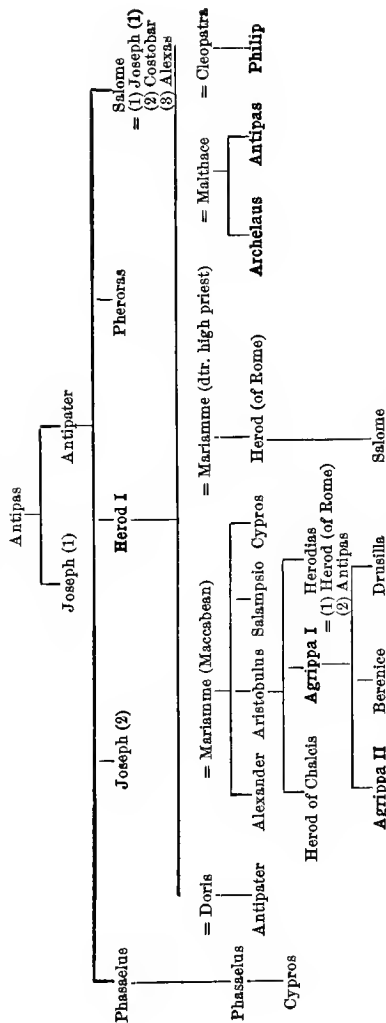 Antipas
Joseph (1) Antipater
Phasaelus Joseph (2) Herod I Pheroras Salome
= (1) Joseph (1)
(2) Costobar
(3) Alexas
= Doris = Mariamme (Maccabean) = Mariamme (dtr. high priest) = Malthace = Cleopatra
Phasaelus Antipater Alexander Aristobulus Salampsio Cypros Herod (of Rome) Archelaus Antipas Philip
Cypros Herod of Chalcis Agrippa I Herodias
= (1) Herod (of Rome)
(2) Antipas
Agrippa II Berenice Drusilla Salome